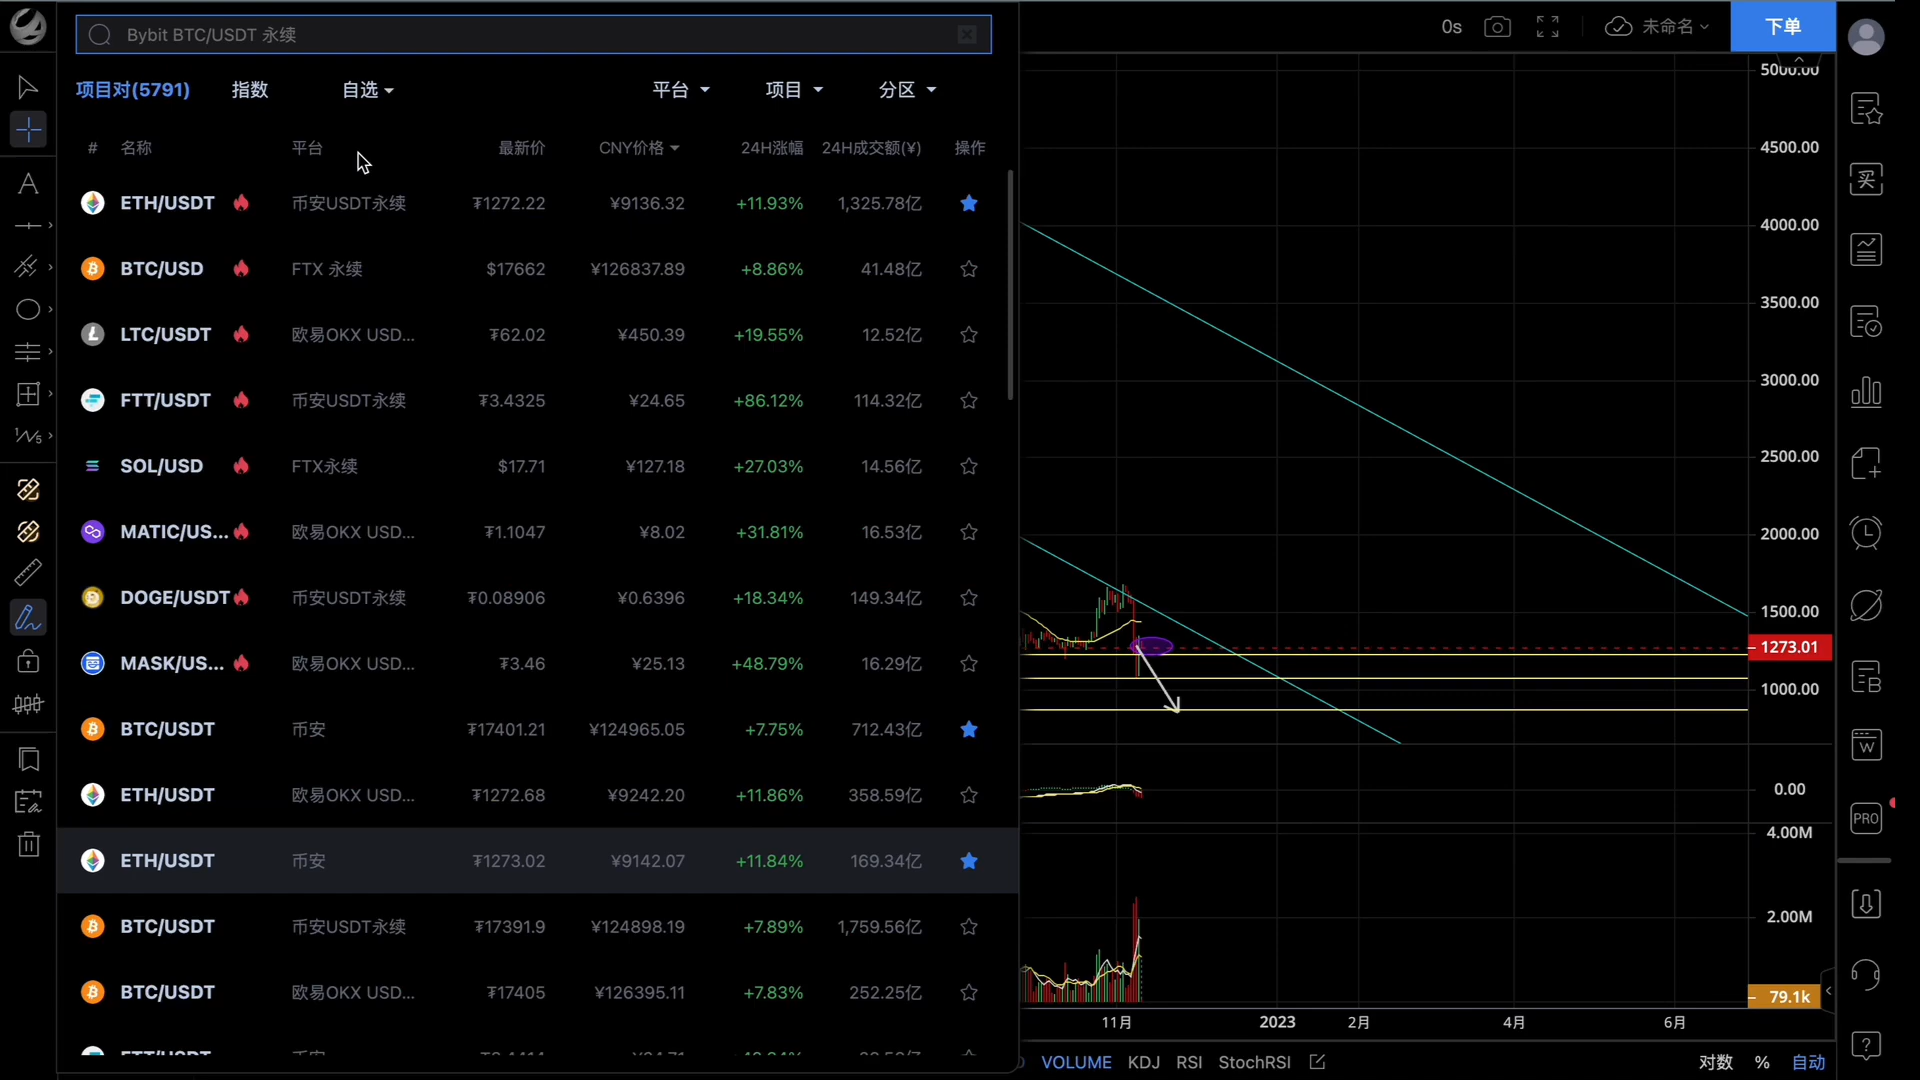 Bybit BTC/USDT 永续
0s
未命名
下单
项目对(5791) 指数 自选 平台 项目 分区
# 名称 平台 最新价 CNY价格 24H涨幅 24H成交额(¥) 操作
ETH/USDT 币安USDT永续 ₮1272.22 ¥9136.32 +11.93% 1,325.78亿
BTC/USD FTX 永续 $17662 ¥126837.89 +8.86% 41.48亿
LTC/USDT 欧易OKX USD... ₮62.02 ¥450.39 +19.55% 12.52亿
FTT/USDT 币安USDT永续 ₮3.4325 ¥24.65 +86.12% 114.32亿
SOL/USD FTX永续 $17.71 ¥127.18 +27.03% 14.56亿
MATIC/US... 欧易OKX USD... ₮1.1047 ¥8.02 +31.81% 16.53亿
DOGE/USDT 币安USDT永续 ₮0.08906 ¥0.6396 +18.34% 149.34亿
MASK/US... 欧易OKX USD... ₮3.46 ¥25.13 +48.79% 16.29亿
BTC/USDT 币安 ₮17401.21 ¥124965.05 +7.75% 712.43亿
ETH/USDT 欧易OKX USD... ₮1272.68 ¥9242.20 +11.86% 358.59亿
ETH/USDT 币安 ₮1273.02 ¥9142.07 +11.84% 169.34亿
BTC/USDT 币安USDT永续 ₮17391.9 ¥124898.19 +7.89% 1,759.56亿
BTC/USDT 欧易OKX USD... ₮17405 ¥126395.11 +7.83% 252.25亿
5000.00
4500.00
4000.00
3500.00
3000.00
2500.00
2000.00
1500.00
1273.01
1000.00
0.00
4.00M
2.00M
79.1k
11月 2023 2月 4月 6月
VOLUME KDJ RSI StochRSI
对数 % 自动
买
B
W
PRO